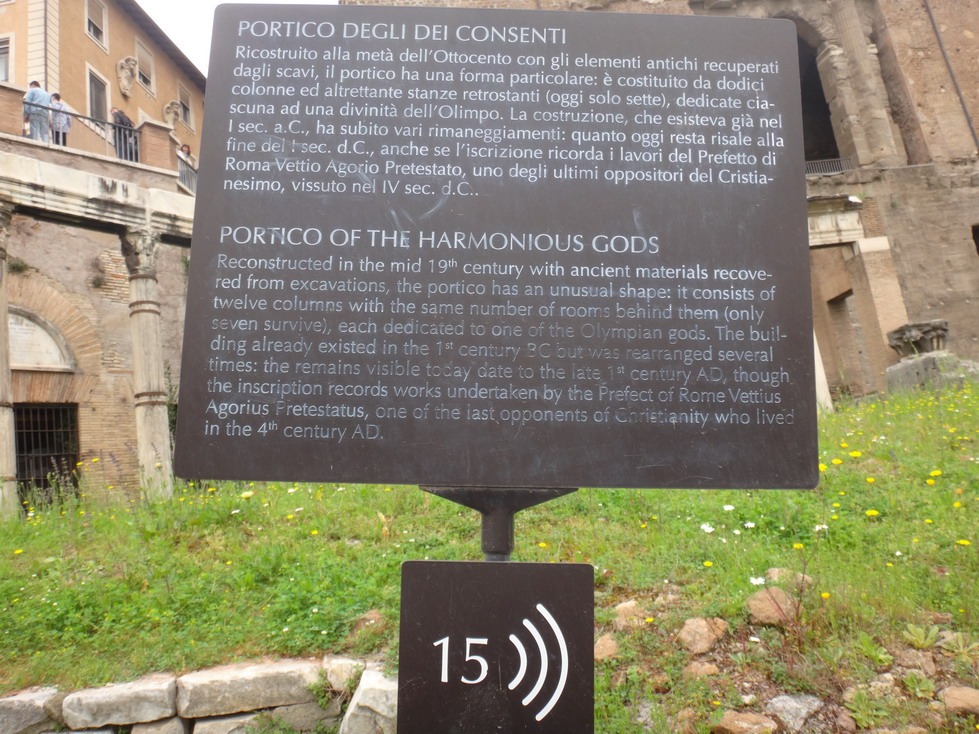 PORTICO DEGLI DEI CONSENTI
Ricostruito alla metà dell'Ottocento con gli elementi antichi recuperati
dagli scavi, il portico ha una forma particolare: è costituito da dodici
colonne ed altrettante stanze retrostanti (oggi solo sette), dedicate cia-
scuna ad una divinità dell'Olimpo. La costruzione, che esisteva già nel
I sec. a.C., ha subito vari rimaneggiamenti: quanto oggi resta risale alla
fine del I sec. d.C., anche se l'iscrizione ricorda i lavori del Prefetto di
Roma Vettio Agorio Pretestato, uno degli ultimi oppositori del Cristia-
nesimo, vissuto nel IV sec. d.C..
PORTICO OF THE HARMONIOUS GODS
Reconstructed in the mid 19th century with ancient materials recove-
red from excavations, the portico has an unusual shape: it consists of
twelve columns with the same number of rooms behind them (only
seven survive), each dedicated to one of the Olympian gods. The buil-
ding already existed in the 1st century BC but was rearranged several
times: the remains visible today date to the late 1st century AD, though
the inscription records works undertaken by the Prefect of Rome Vettius
Agorius Pretestatus, one of the last opponents of Christianity who lived
in the 4th century AD.
15